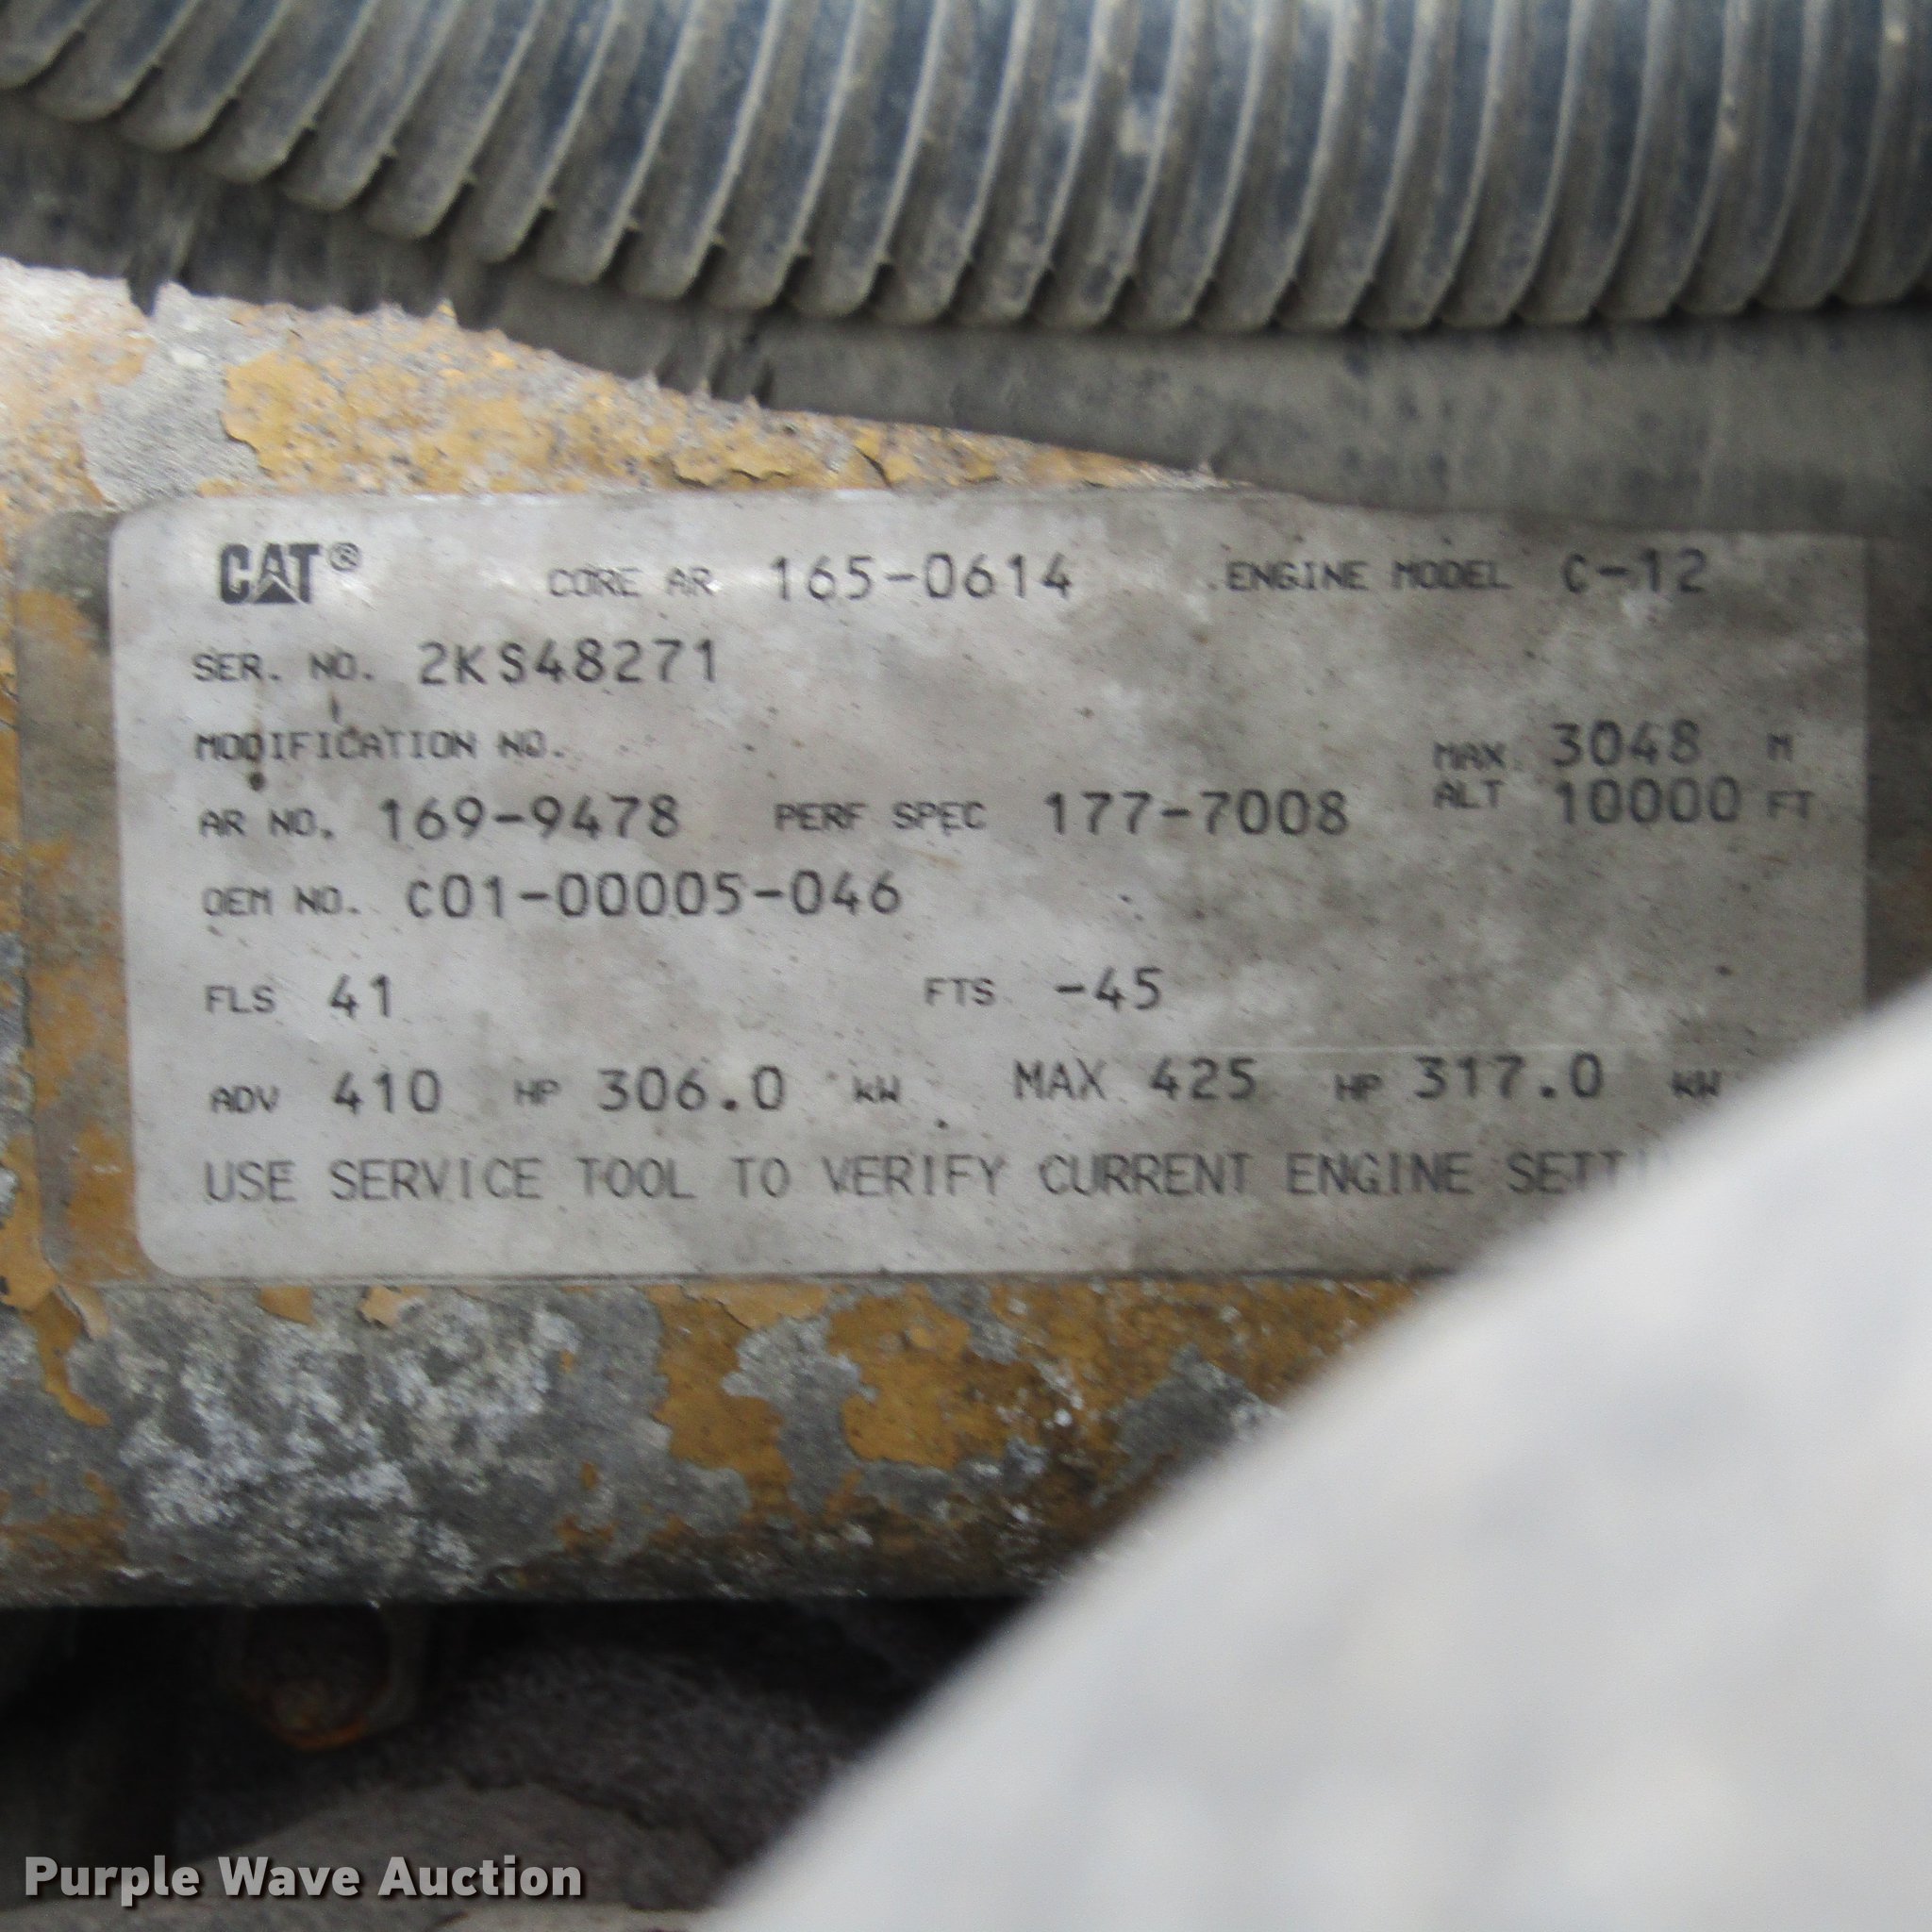 CAT® CORE AR 165-0614 ENGINE MODEL C-12
SER. NO. 2KS48271
MODIFICATION NO. MAX 3048 M
AR NO. 169-9478 PERF SPEC 177-7008 ALT 10000 FT
OEM NO. C01-00005-046
FLS 41 FTS -45
ADV 410 HP 306.0 kW MAX 425 HP 317.0 kW
USE SERVICE TOOL TO VERIFY CURRENT ENGINE
Purple Wave Auction